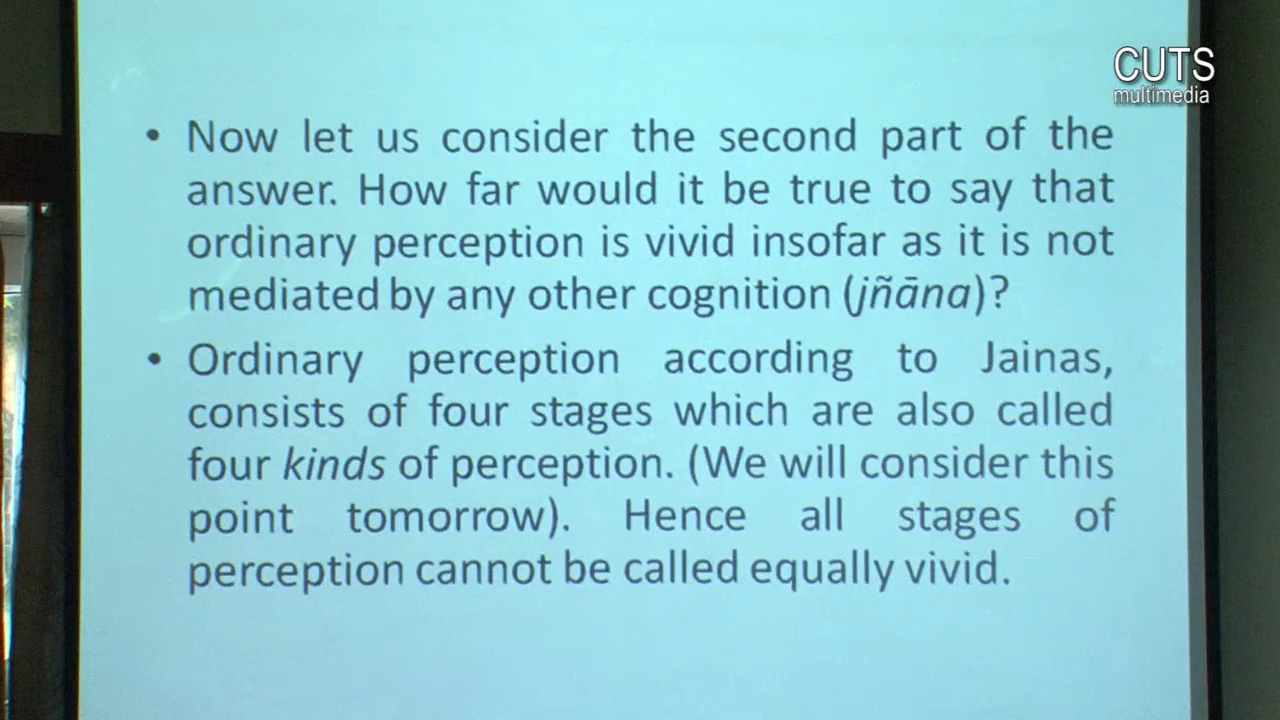 CUTS
multimedia
• Now let us consider the second part of the
answer. How far would it be true to say that
ordinary perception is vivid insofar as it is not
mediated by any other cognition (jñāna)?
• Ordinary perception according to Jainas,
consists of four stages which are also called
four kinds of perception. (We will consider this
point tomorrow). Hence all stages of
perception cannot be called equally vivid.